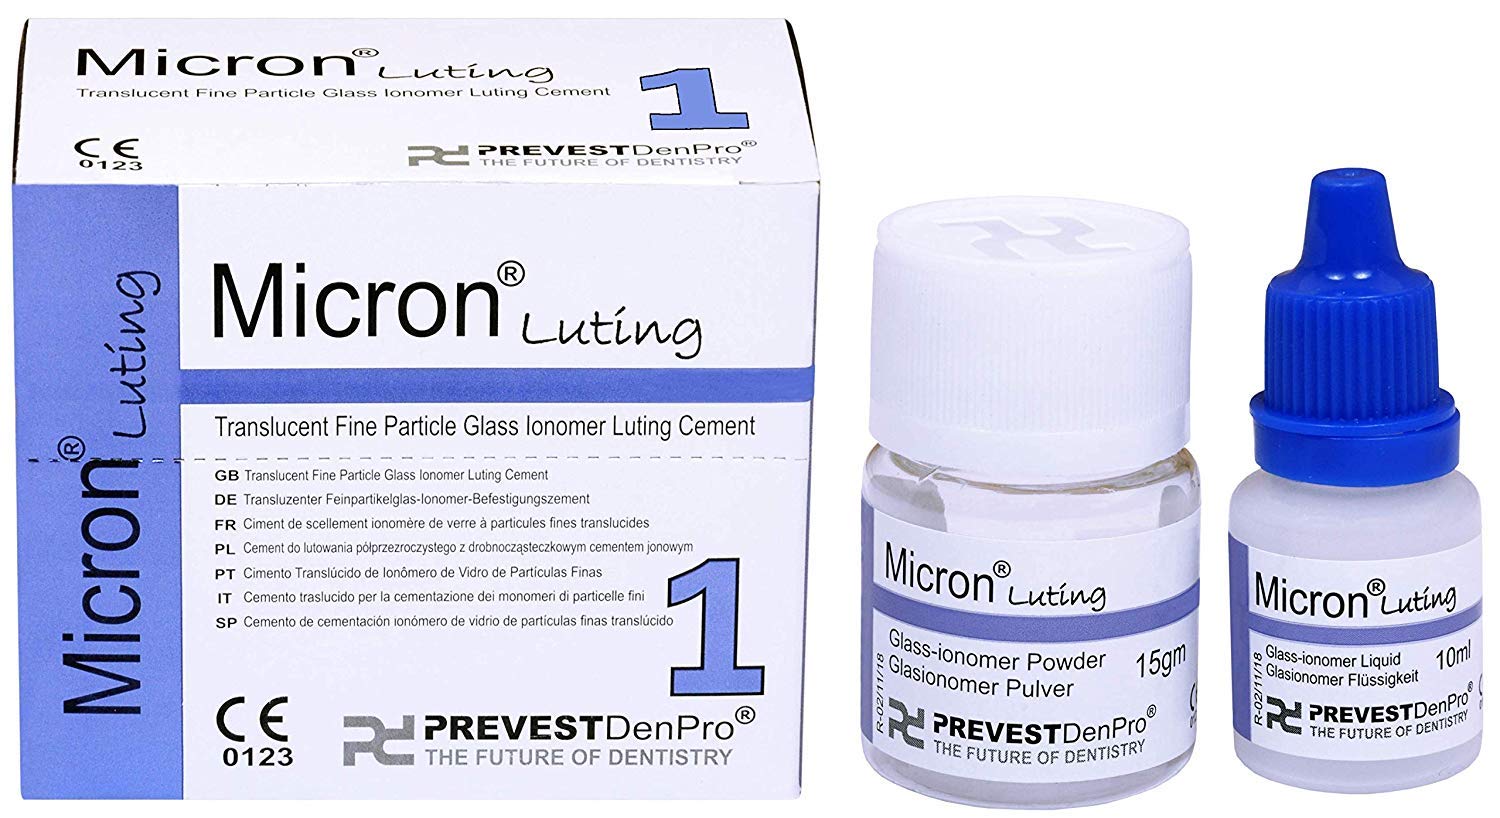 Micron® Luting
Translucent Fine Particle Glass Ionomer Luting Cement
1
CE
0123
PREVESTDenPro®
THE FUTURE OF DENTISTRY
Micron® Luting
Micron® Luting
Translucent Fine Particle Glass Ionomer Luting Cement
GB Translucent Fine Particle Glass Ionomer Luting Cement
DE Transluzenter Feinpartikelglas-Ionomer-Befestigungszement
FR Ciment de scellement ionomère de verre à particules fines translucides
PL Cement do lutowania półprzezroczystego z drobnocząsteczkowym cementem jonowym
PT Cimento Translúcido de Ionômero de Vidro de Partículas Finas
IT Cemento traslucido per la cementazione dei monomeri di particelle fini
SP Cemento de cementación ionómero de vidrio de partículas finas translúcido
1
CE
0123
PREVESTDenPro®
THE FUTURE OF DENTISTRY
Micron® Luting
Glass-ionomer Powder
Glasionomer Pulver
15gm
R-02/11/18
PREVESTDenPro®
THE FUTURE OF DENTISTRY
Micron® Luting
Glass-ionomer Liquid
Glasionomer Flüssigkeit
10ml
R-02/11/18
PREVESTDenPro®
THE FUTURE OF DENTISTRY